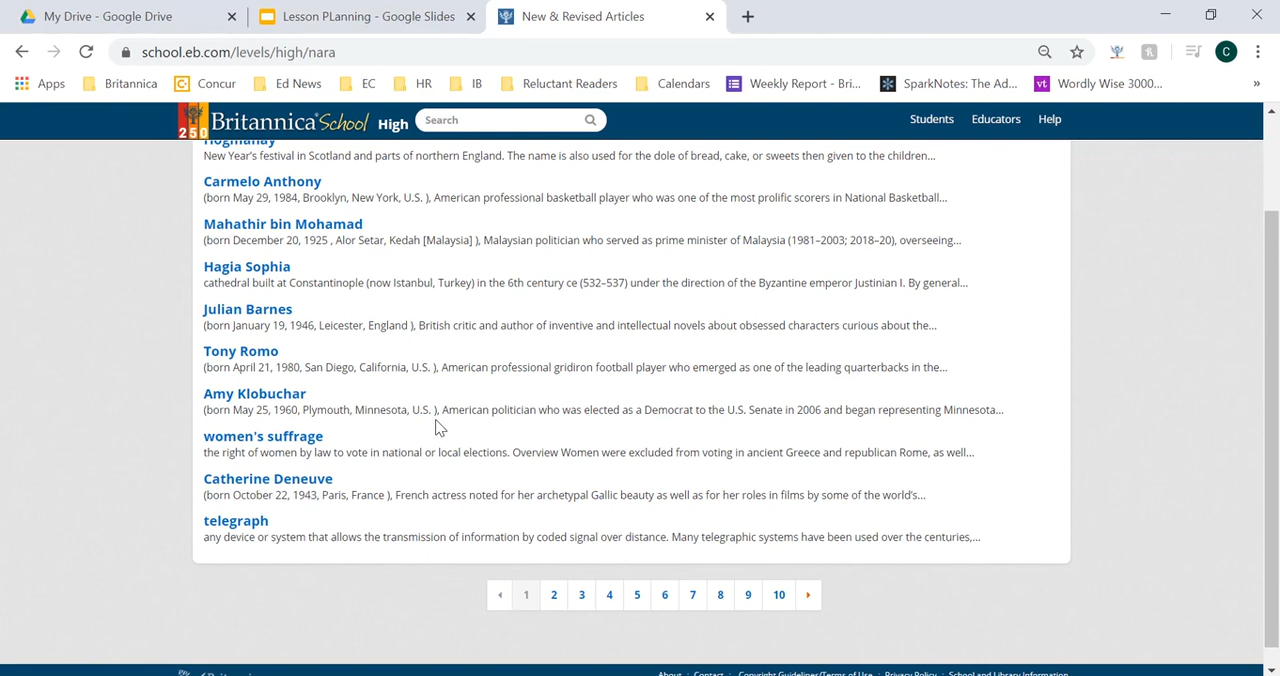 My Drive - Google Drive
Lesson PLanning - Google Slides
New & Revised Articles
school.eb.com/levels/high/nara
C
Apps
Britannica
Concur
Ed News
EC
HR
IB
Reluctant Readers
Calendars
Weekly Report - Bri...
SparkNotes: The Ad...
vt Wordly Wise 3000...
»
250 Britannica School High
Search
Students
Educators
Help
Hogmanay
New Year's festival in Scotland and parts of northern England. The name is also used for the dole of bread, cake, or sweets then given to the children...
Carmelo Anthony
(born May 29, 1984, Brooklyn, New York, U.S. ), American professional basketball player who was one of the most prolific scorers in National Basketball...
Mahathir bin Mohamad
(born December 20, 1925 , Alor Setar, Kedah [Malaysia] ), Malaysian politician who served as prime minister of Malaysia (1981–2003; 2018–20), overseeing...
Hagia Sophia
cathedral built at Constantinople (now Istanbul, Turkey) in the 6th century ce (532–537) under the direction of the Byzantine emperor Justinian I. By general...
Julian Barnes
(born January 19, 1946, Leicester, England ), British critic and author of inventive and intellectual novels about obsessed characters curious about the...
Tony Romo
(born April 21, 1980, San Diego, California, U.S. ), American professional gridiron football player who emerged as one of the leading quarterbacks in the...
Amy Klobuchar
(born May 25, 1960, Plymouth, Minnesota, U.S. ), American politician who was elected as a Democrat to the U.S. Senate in 2006 and began representing Minnesota...
women's suffrage
the right of women by law to vote in national or local elections. Overview Women were excluded from voting in ancient Greece and republican Rome, as well...
Catherine Deneuve
(born October 22, 1943, Paris, France ), French actress noted for her archetypal Gallic beauty as well as for her roles in films by some of the world's...
telegraph
any device or system that allows the transmission of information by coded signal over distance. Many telegraphic systems have been used over the centuries,...
1 2 3 4 5 6 7 8 9 10
About · Contact · Copyright Guidelines/Terms of Use · Privacy Policy · School and Library Information